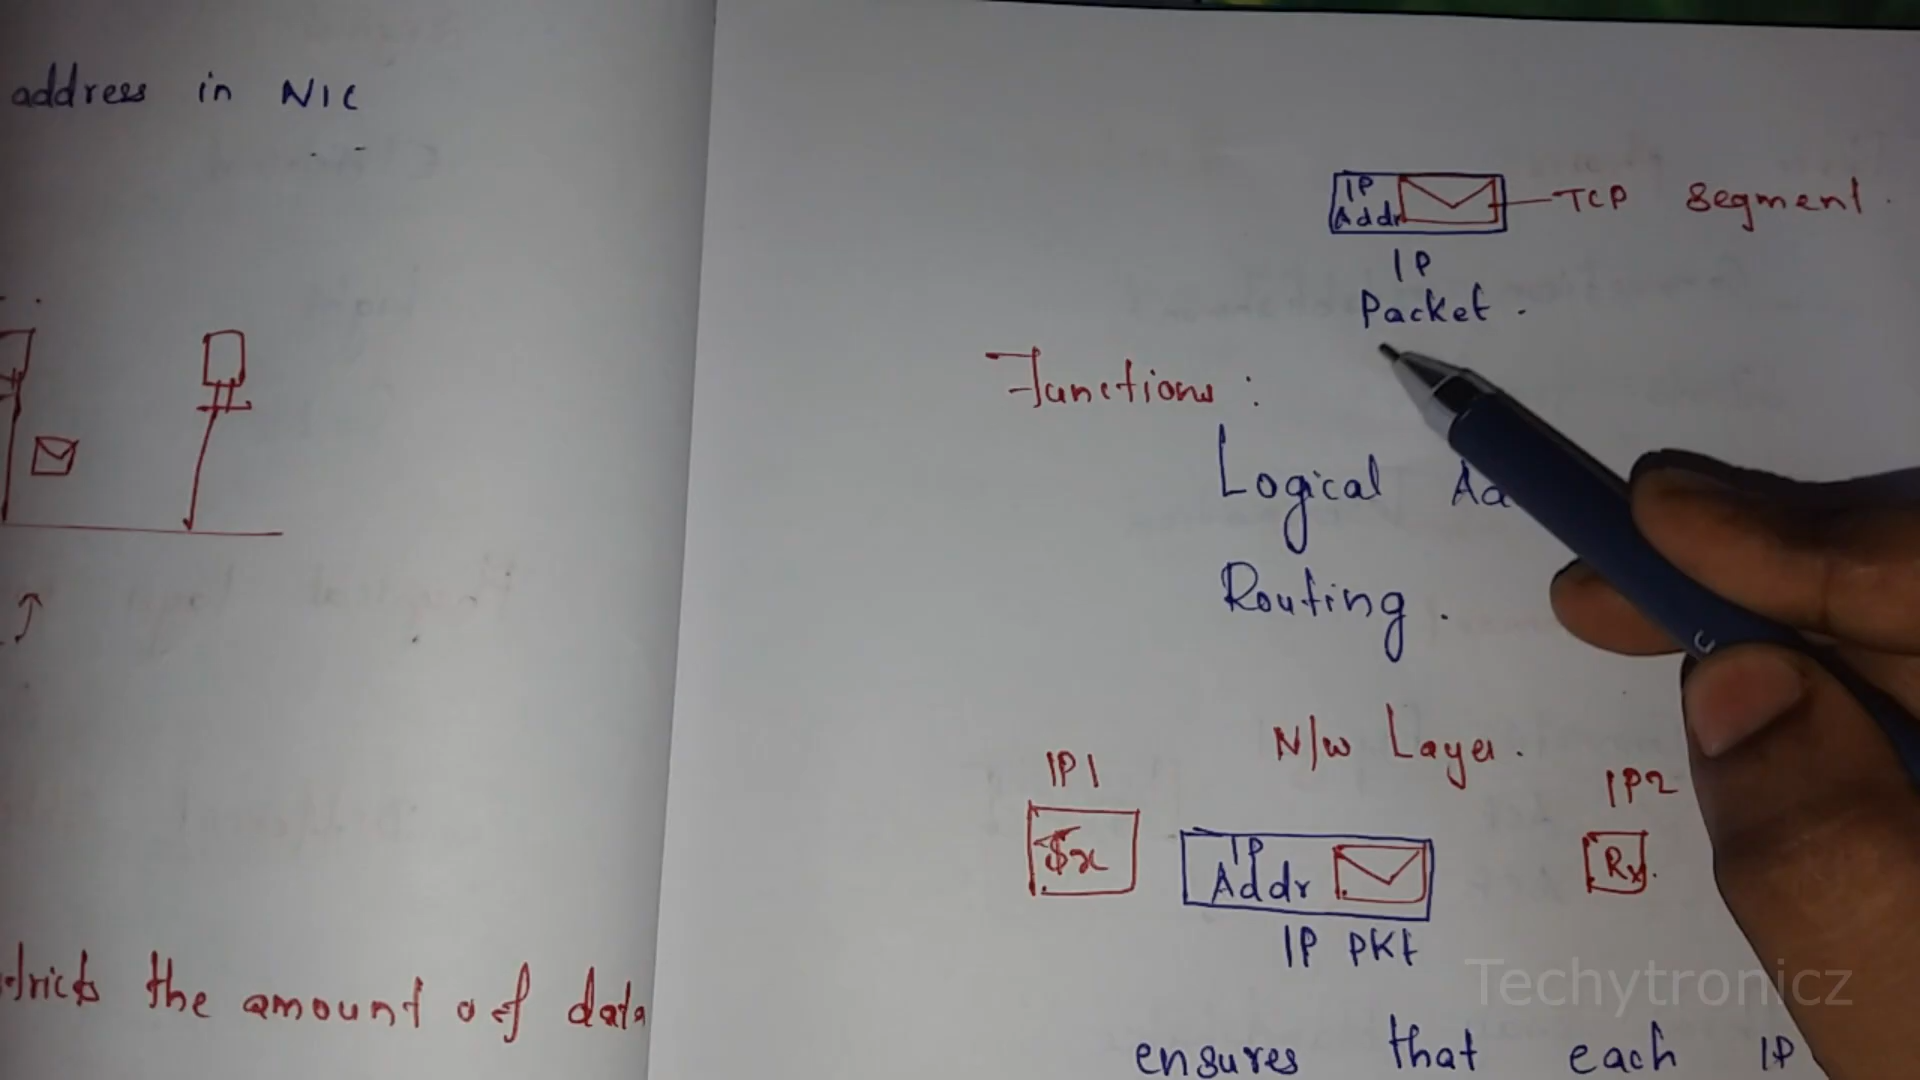 address in NIC
the amount of data
IP
Addr
TCP Segment.
IP
Packet.
Functions:
Logical
Routing.
N/w Layer.
IP1
IP2
IP
Addr
Rx.
IP PKt
Techytronicz
ensures that each IP